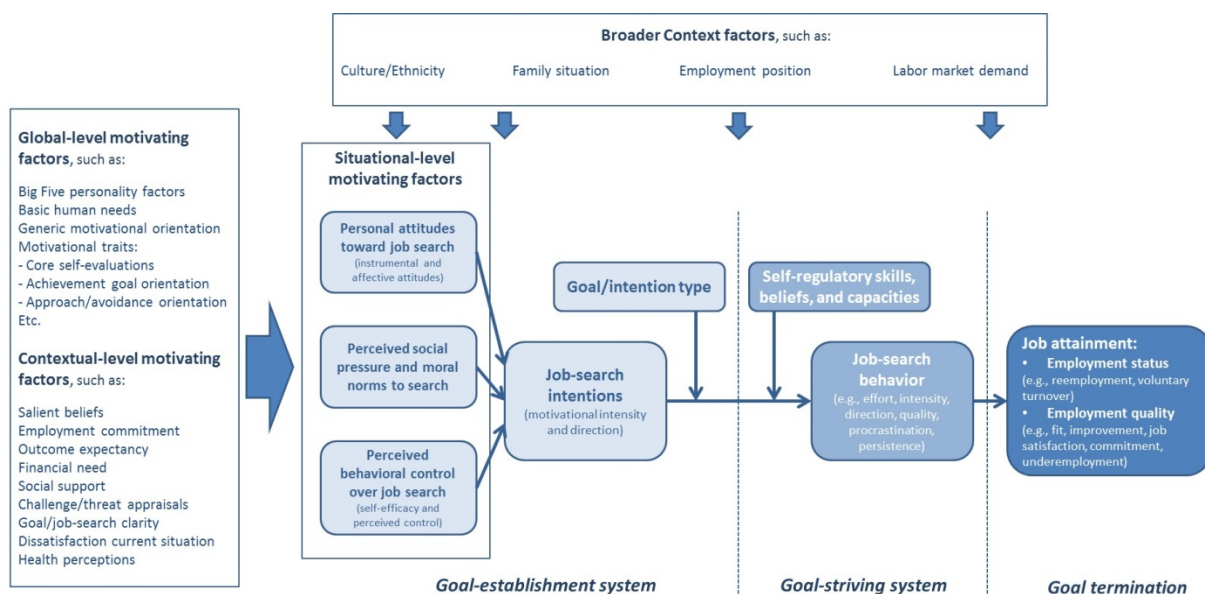 Broader Context factors, such as:
Culture/Ethnicity Family situation Employment position Labor market demand
Global-level motivating
factors, such as:
Big Five personality factors
Basic human needs
Generic motivational orientation
Motivational traits:
- Core self-evaluations
- Achievement goal orientation
- Approach/avoidance orientation
Etc.
Contextual-level motivating
factors, such as:
Salient beliefs
Employment commitment
Outcome expectancy
Financial need
Social support
Challenge/threat appraisals
Goal/job-search clarity
Dissatisfaction current situation
Health perceptions
Situational-level
motivating factors
Personal attitudes
toward job search
(instrumental and
affective attitudes)
Perceived social
pressure and moral
norms to search
Perceived
behavioral control
over job search
(self-efficacy and
perceived control)
Job-search
intentions
(motivational intensity
and direction)
Goal/intention type
Self-regulatory skills,
beliefs, and capacities
Job-search
behavior
(e.g., effort, intensity,
direction, quality,
procrastination,
persistence)
Job attainment:
• Employment status
(e.g., reemployment, voluntary
turnover)
• Employment quality
(e.g., fit, improvement, job
satisfaction, commitment,
underemployment)
Goal-establishment system Goal-striving system Goal termination